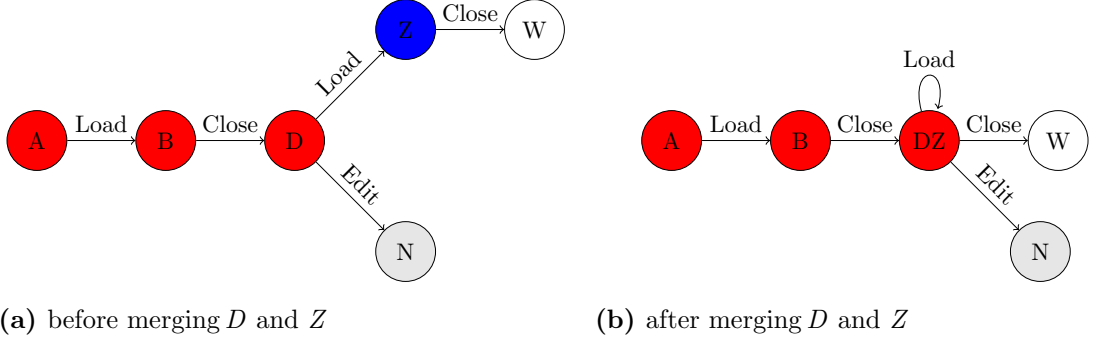 Z
Close
W
Load
A
Load
B
Close
D
Edit
N
(a) before merging D and Z
Load
A
Load
B
Close
DZ
Close
W
Edit
N
(b) after merging D and Z